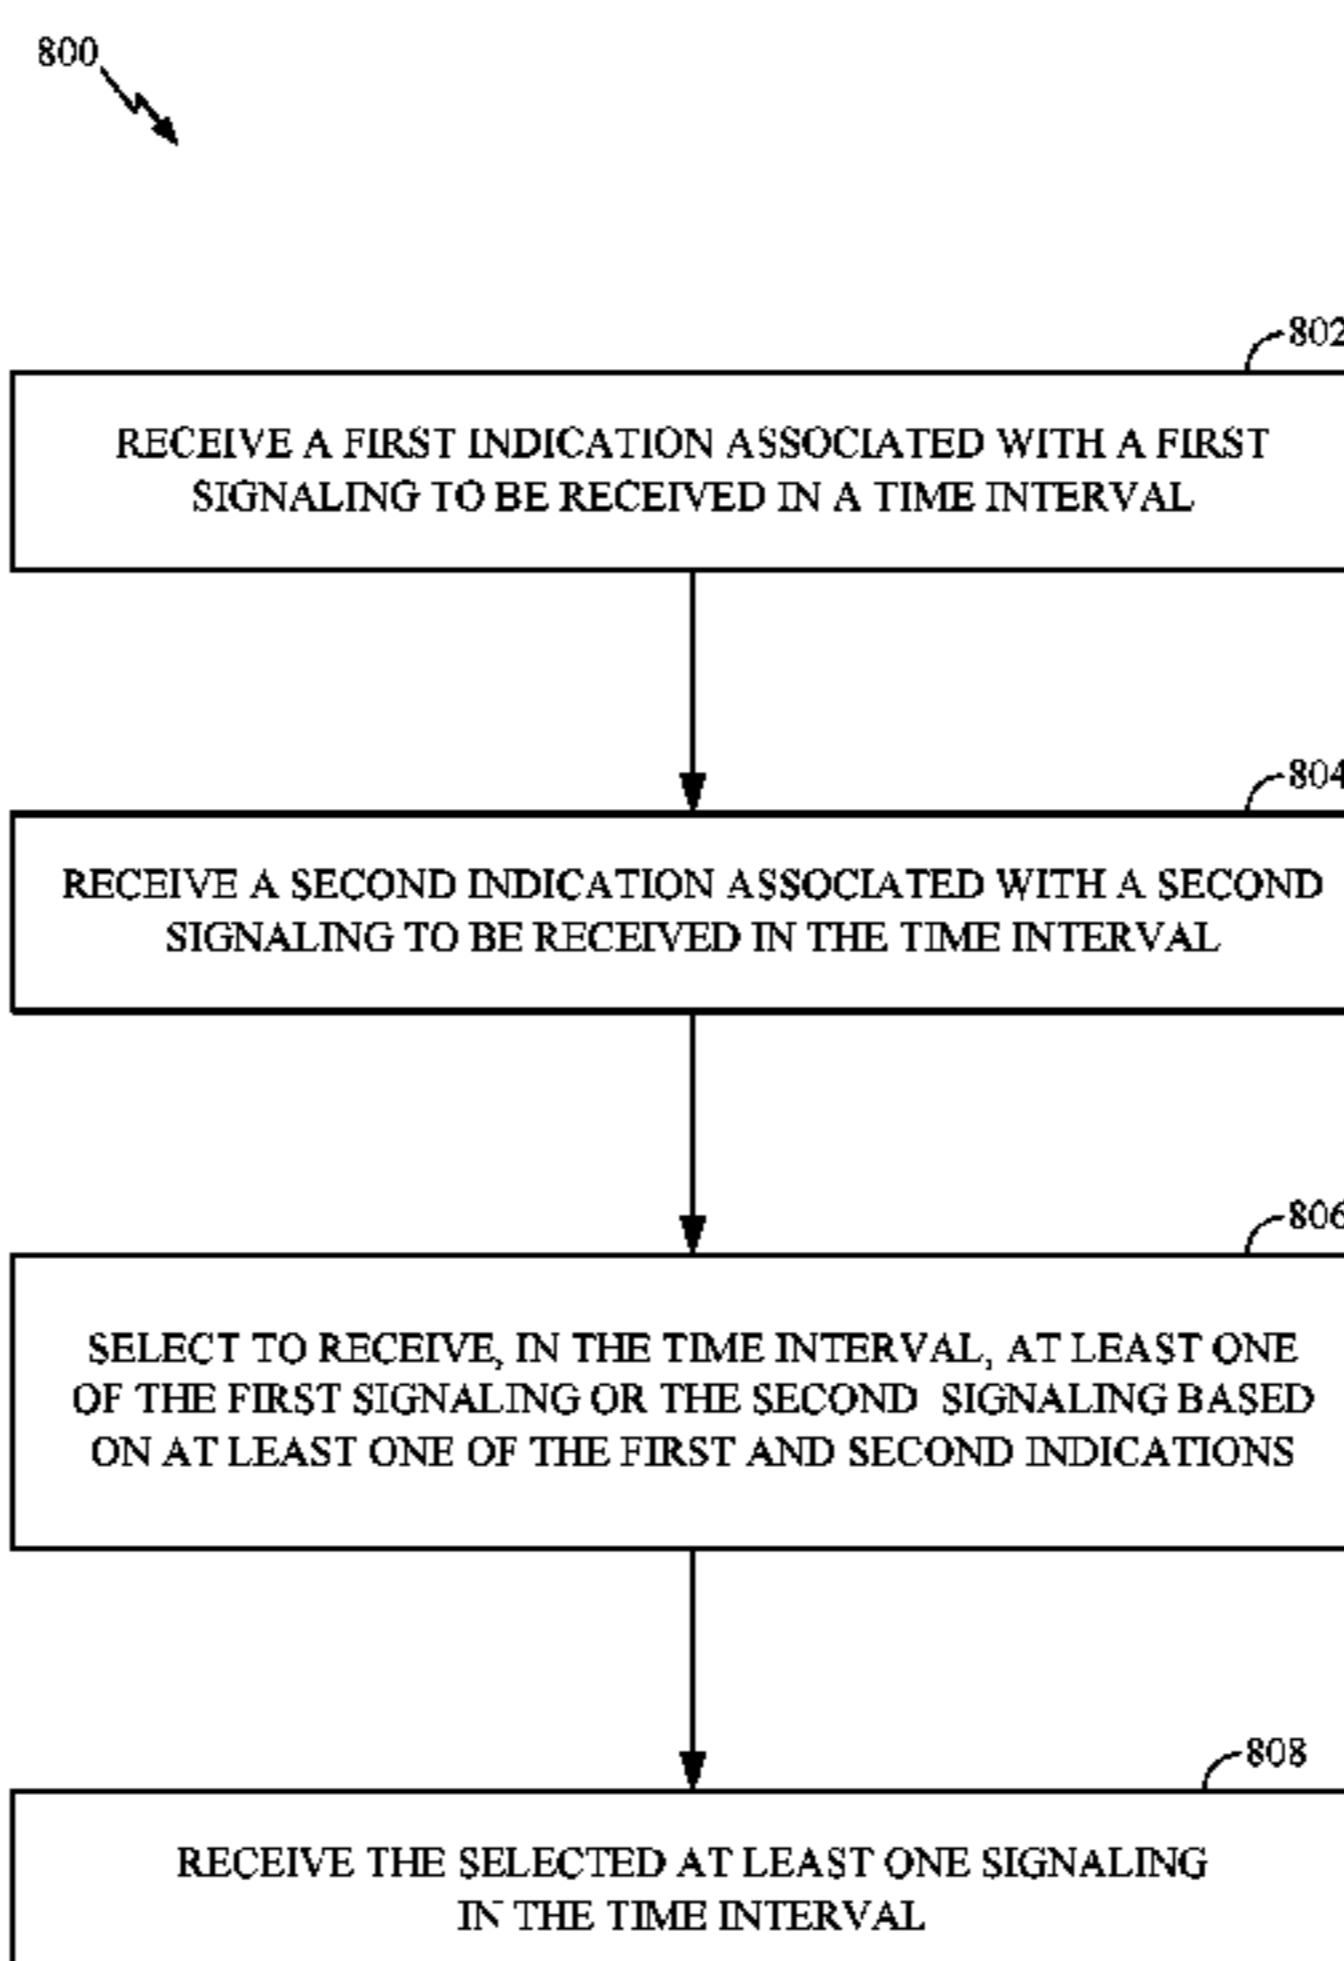 800
802
RECEIVE A FIRST INDICATION ASSOCIATED WITH A FIRST
SIGNALING TO BE RECEIVED IN A TIME INTERVAL
804
RECEIVE A SECOND INDICATION ASSOCIATED WITH A SECOND
SIGNALING TO BE RECEIVED IN THE TIME INTERVAL
806
SELECT TO RECEIVE, IN THE TIME INTERVAL, AT LEAST ONE
OF THE FIRST SIGNALING OR THE SECOND SIGNALING BASED
ON AT LEAST ONE OF THE FIRST AND SECOND INDICATIONS
808
RECEIVE THE SELECTED AT LEAST ONE SIGNALING
IN THE TIME INTERVAL